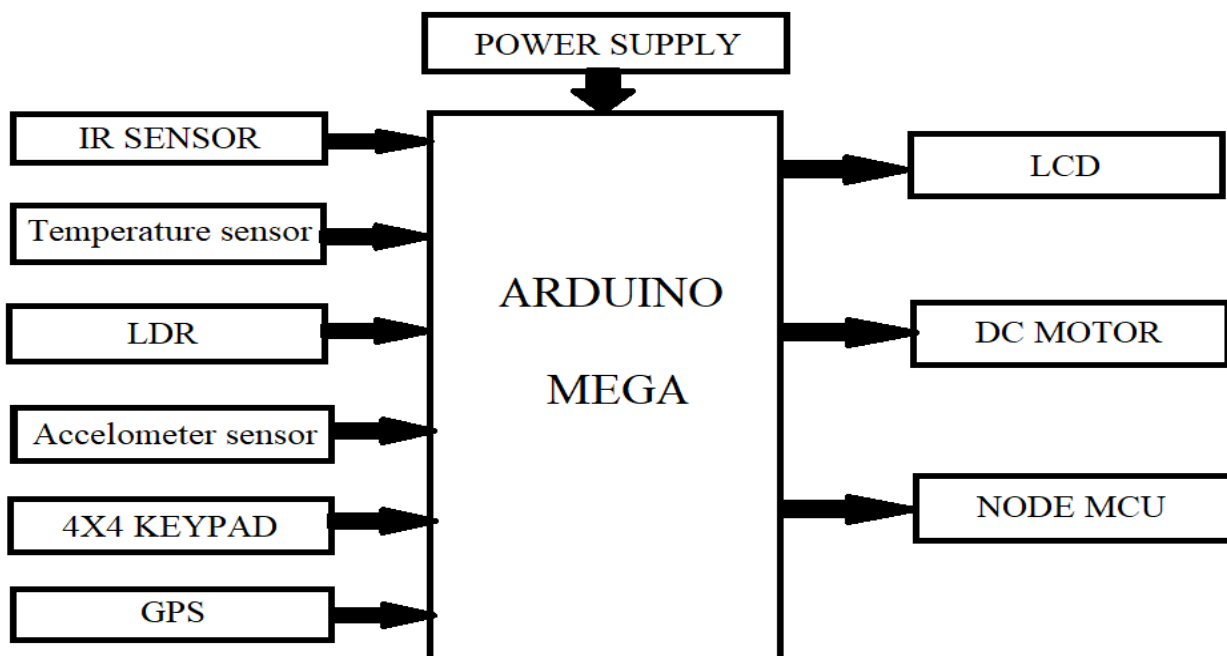 POWER SUPPLY
IR SENSOR
Temperature sensor
LDR
Accelometer sensor
4X4 KEYPAD
GPS
ARDUINO
MEGA
LCD
DC MOTOR
NODE MCU